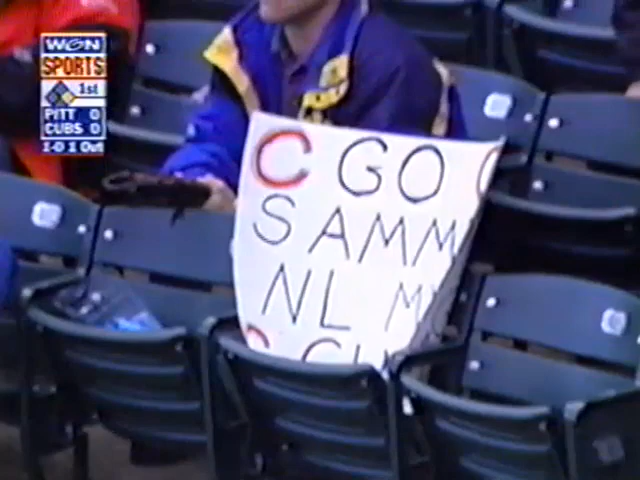 WGN
SPORTS
1st
PITT 0
CUBS 0
1-0 1 Out
C GO
SAMM
NL M